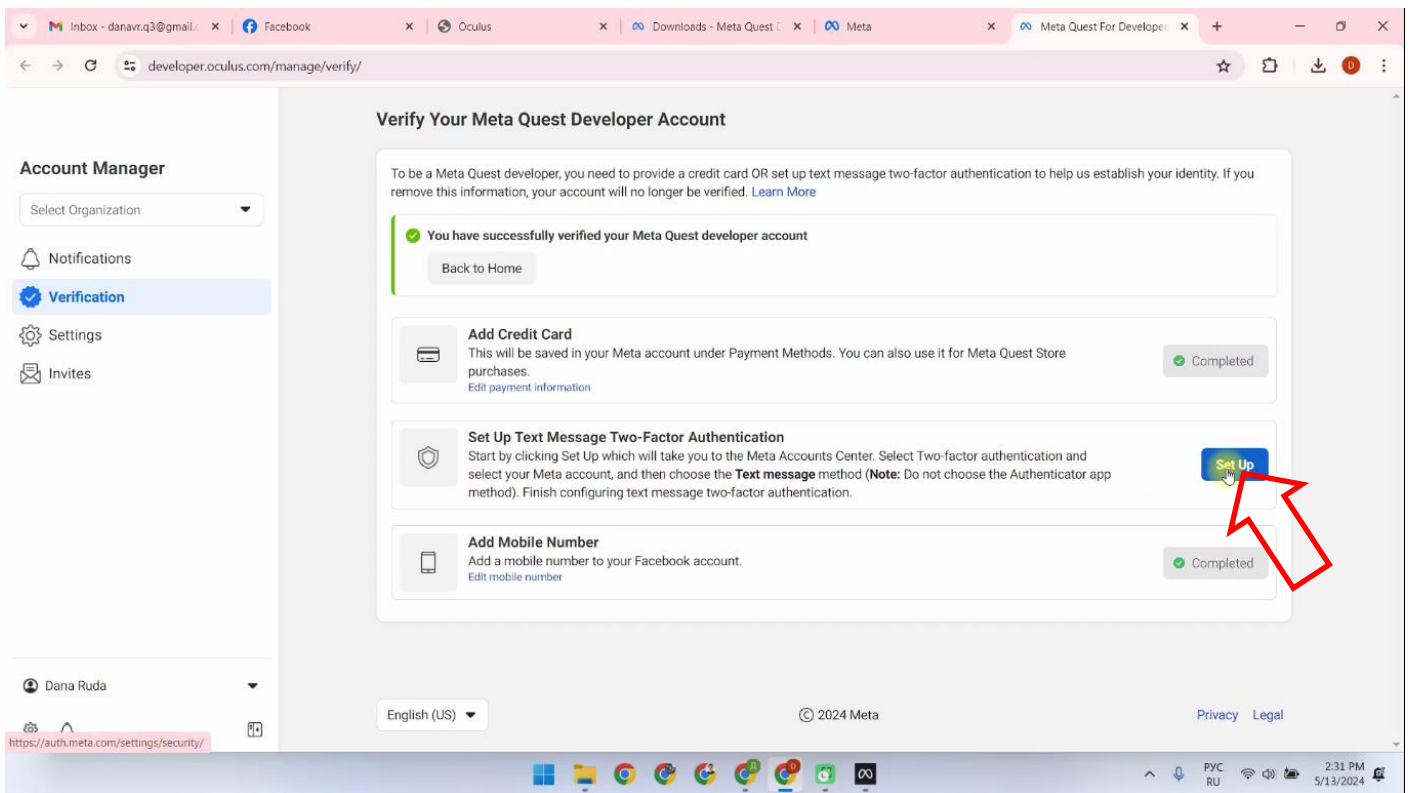 Inbox - danavr.q3@gmail.c
Facebook
Oculus
Downloads - Meta Quest D
Meta
Meta Quest For Developer
developer.oculus.com/manage/verify/
D
Verify Your Meta Quest Developer Account
Account Manager
Select Organization
Notifications
Verification
Settings
Invites
To be a Meta Quest developer, you need to provide a credit card OR set up text message two-factor authentication to help us establish your identity. If you
remove this information, your account will no longer be verified. Learn More
You have successfully verified your Meta Quest developer account
Back to Home
Add Credit Card
This will be saved in your Meta account under Payment Methods. You can also use it for Meta Quest Store
purchases.
Edit payment information
Completed
Set Up Text Message Two-Factor Authentication
Start by clicking Set Up which will take you to the Meta Accounts Center. Select Two-factor authentication and
select your Meta account, and then choose the Text message method (Note: Do not choose the Authenticator app
method). Finish configuring text message two-factor authentication.
Set Up
Add Mobile Number
Add a mobile number to your Facebook account.
Edit mobile number
Completed
Dana Ruda
English (US)
© 2024 Meta
Privacy Legal
https://auth.meta.com/settings/security/
РУС
RU
2:31 PM
5/13/2024